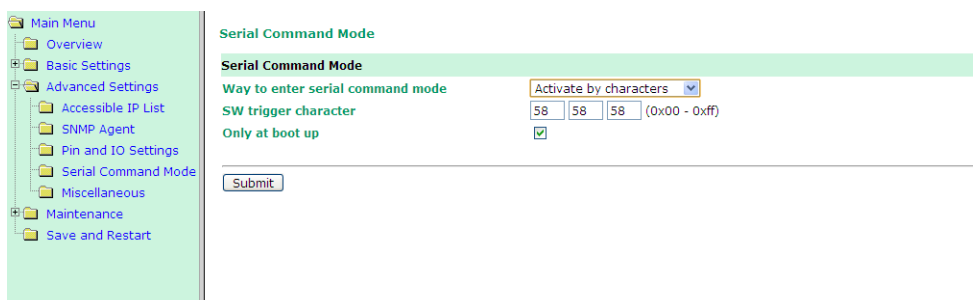 Main Menu
Overview
Basic Settings
Advanced Settings
Accessible IP List
SNMP Agent
Pin and IO Settings
Serial Command Mode
Miscellaneous
Maintenance
Save and Restart
Serial Command Mode
Serial Command Mode
Way to enter serial command mode Activate by characters
SW trigger character 58 58 58 (0x00 - 0xff)
Only at boot up
Submit